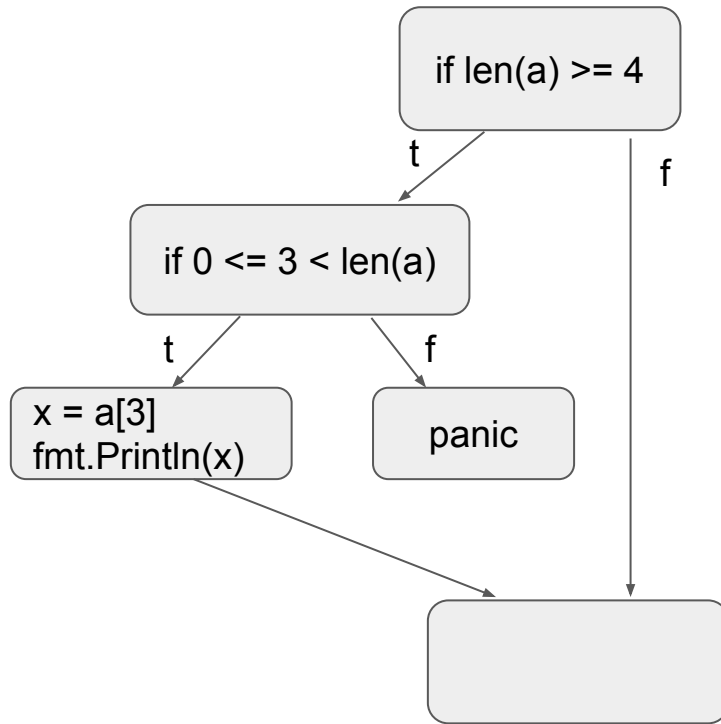 if len(a) >= 4
t
f
if 0 <= 3 < len(a)
t
f
x = a[3]
fmt.Println(x)
panic